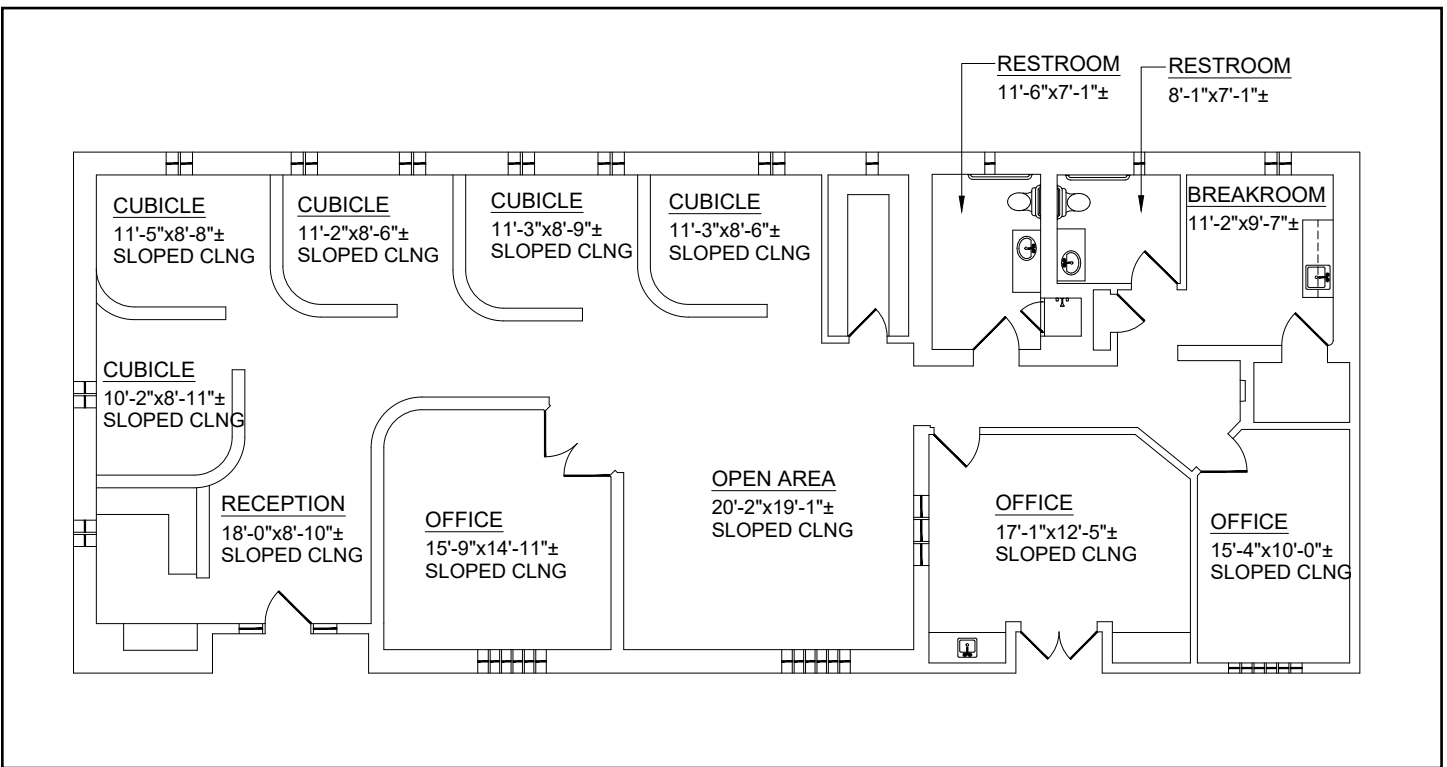 RESTROOM
11'-6"x7'-1"±
RESTROOM
8'-1"x7'-1"±
CUBICLE
11'-5"x8'-8"±
SLOPED CLNG
CUBICLE
11'-2"x8'-6"±
SLOPED CLNG
CUBICLE
11'-3"x8'-9"±
SLOPED CLNG
CUBICLE
11'-3"x8'-6"±
SLOPED CLNG
BREAKROOM
11'-2"x9'-7"±
CUBICLE
10'-2"x8'-11"±
SLOPED CLNG
RECEPTION
18'-0"x8'-10"±
SLOPED CLNG
OFFICE
15'-9"x14'-11"±
SLOPED CLNG
OPEN AREA
20'-2"x19'-1"±
SLOPED CLNG
OFFICE
17'-1"x12'-5"±
SLOPED CLNG
OFFICE
15'-4"x10'-0"±
SLOPED CLNG